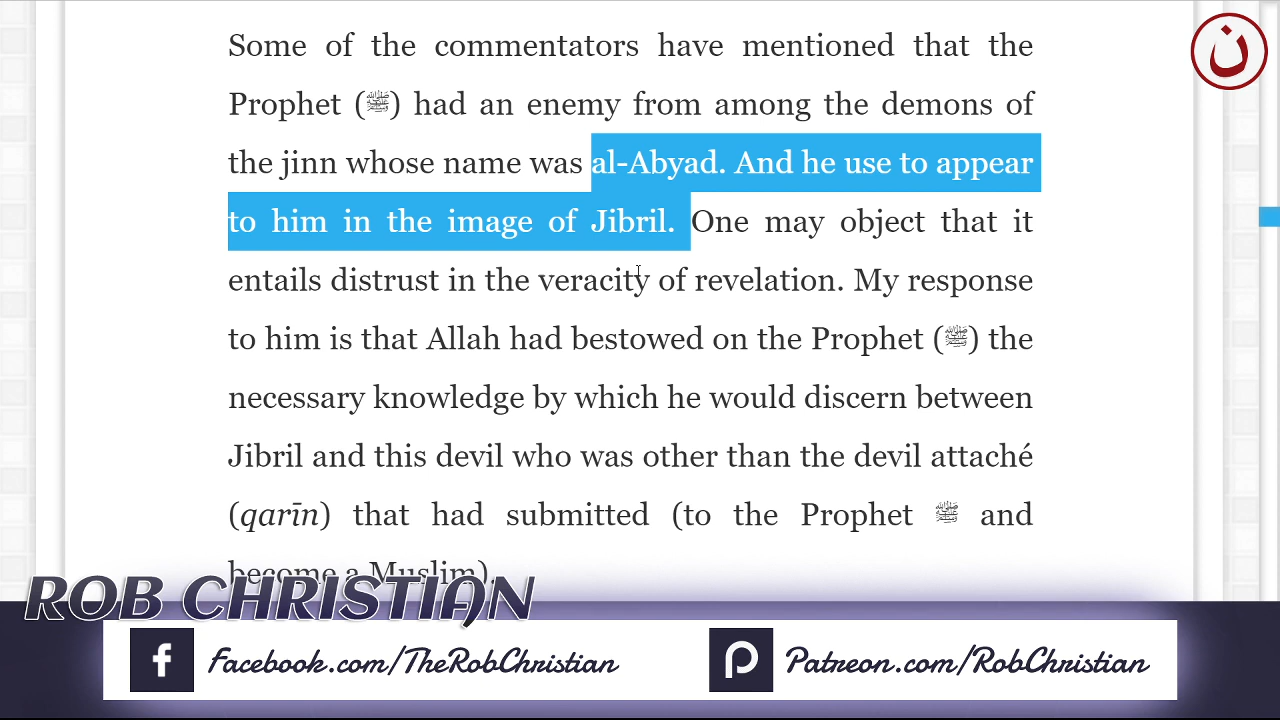 ن
Some of the commentators have mentioned that the
Prophet (ﷺ) had an enemy from among the demons of
the jinn whose name was al-Abyad. And he use to appear
to him in the image of Jibril. One may object that it
entails distrust in the veracity of revelation. My response
to him is that Allah had bestowed on the Prophet (ﷺ) the
necessary knowledge by which he would discern between
Jibril and this devil who was other than the devil attaché
(qarīn) that had submitted (to the Prophet ﷺ and
become a Muslim).
ROB CHRISTIAN
f Facebook.com/TheRobChristian
Patreon.com/RobChristian